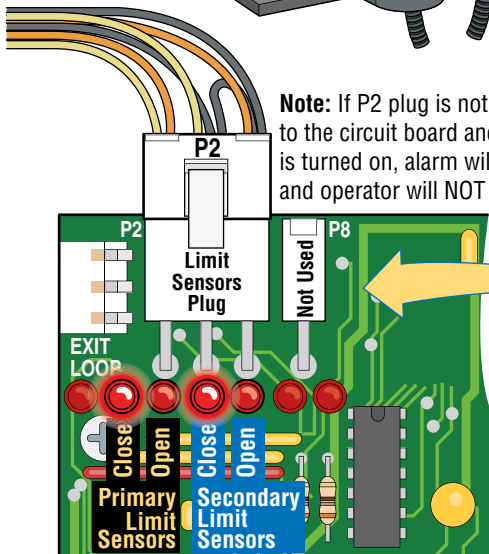 Note: If P2 plug is not
to the circuit board and
is turned on, alarm wil
and operator will NOT
P2
P2
Limit
Sensors
Plug
Not Used
P8
EXIT
LOOP
Close
Open
Close
Open
Primary
Limit
Sensors
Secondary
Limit
Sensors